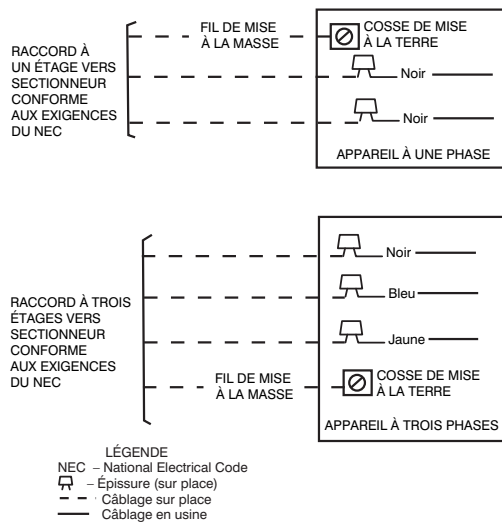 FIL DE MISE
À LA MASSE
COSSE DE MISE
À LA TERRE
RACCORD À
UN ÉTAGE VERS
SECTIONNEUR
CONFORME
AUX EXIGENCES
DU NEC
Noir
Noir
APPAREIL À UNE PHASE
Noir
Bleu
Jaune
RACCORD À TROIS
ÉTAGES VERS
SECTIONNEUR
CONFORME
AUX EXIGENCES
DU NEC
FIL DE MISE
À LA MASSE
COSSE DE MISE
À LA TERRE
APPAREIL À TROIS PHASES
LÉGENDE
NEC – National Electrical Code
– Épissure (sur place)
Câblage sur place
Câblage en usine